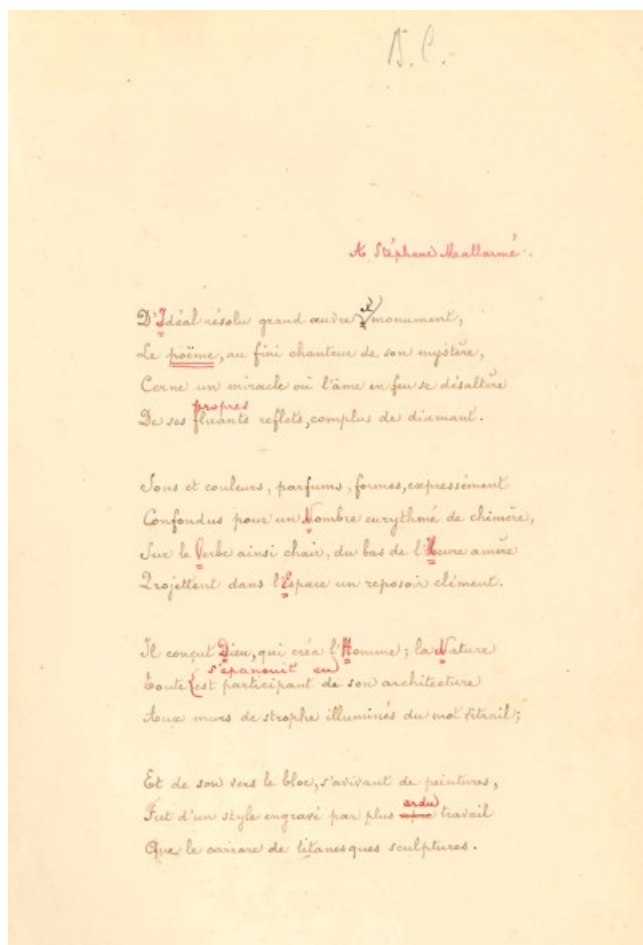 D. C.
A Stéphane Mallarmé.
D'Idéal résolu grand œuvre et monument,
Le poëme, au fini chanteur de son mystère,
Cerne un miracle où l'âme en feu se désaltère
propres
De ses fluants reflets, complus de diamant.
Sons et couleurs, parfums, formes, expressément
Confondus pour un Nombre eurythmé de chimère,
Sur le Verbe ainsi chair, du bas de l'Heure amère
Projettent dans l'Espace un reposoir clément.
Il conçut Dieu, qui créa l'Homme; la Nature
s'épanouit en
Toute est participant de son architecture
Aux murs de strophe illuminés du mot vitrail;
Et de son vers le bloc, s'avivant de peintures,
ardu
Fut d'un style engravé par plus travail
Que le carrare de titanesques sculptures.